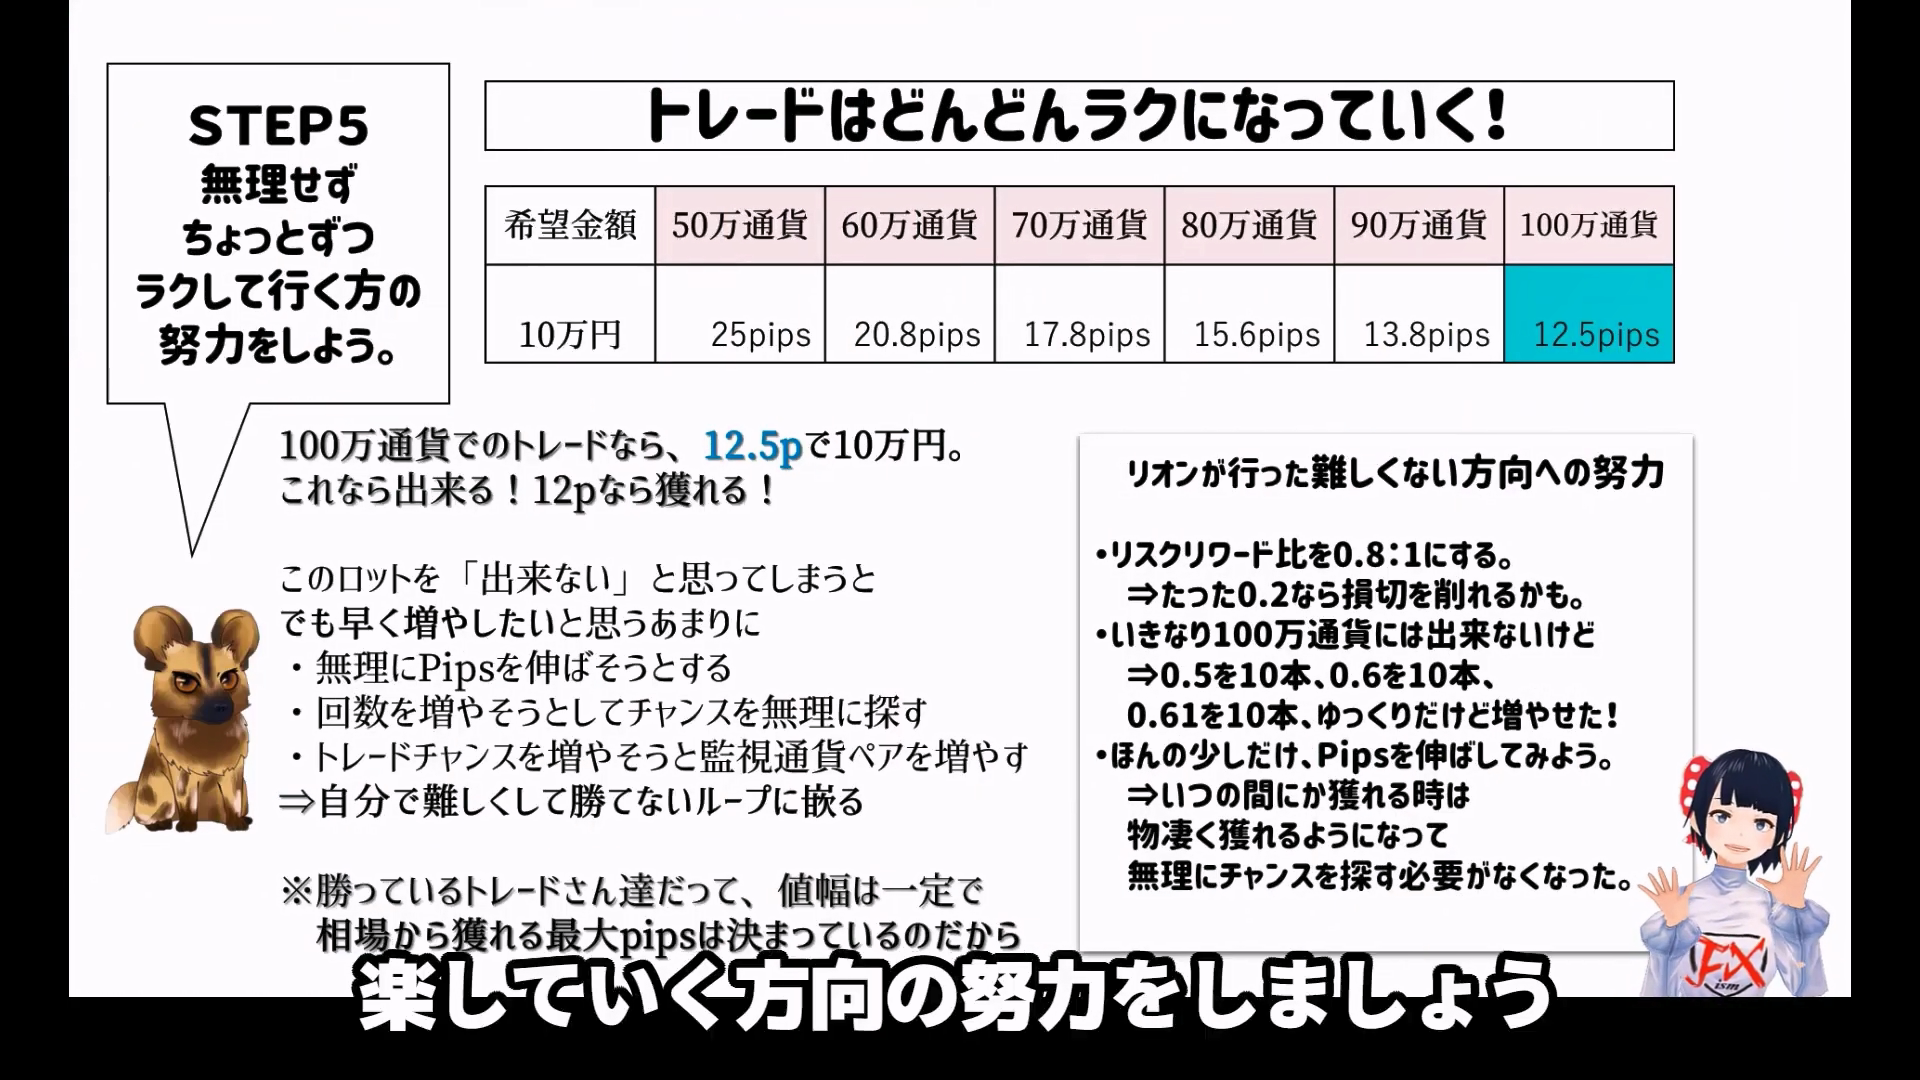 STEP5
無理せず
ちょっとずつ
ラクして行く方の
努力をしよう。
トレードはどんどんラクになっていく!
希望金額 50万通貨 60万通貨 70万通貨 80万通貨 90万通貨 100万通貨
10万円 25pips 20.8pips 17.8pips 15.6pips 13.8pips 12.5pips
100万通貨でのトレードなら、12.5pで10万円。
これなら出来る!12pなら獲れる!
このロットを「出来ない」と思ってしまうと
でも早く増やしたいと思うあまりに
・無理にPipsを伸ばそうとする
・回数を増やそうとしてチャンスを無理に探す
・トレードチャンスを増やそうと監視通貨ペアを増やす
⇒自分で難しくして勝てないループに嵌る
※勝っているトレードさん達だって、値幅は一定で
相場から獲れる最大pipsは決まっているのだから
リオンが行った難しくない方向への努力
・リスクリワード比を0.8:1にする。
⇒たった0.2なら損切を削れるかも。
・いきなり100万通貨には出来ないけど
⇒0.5を10本、0.6を10本、
0.61を10本、ゆっくりだけど増やせた!
・ほんの少しだけ、Pipsを伸ばしてみよう。
⇒いつの間にか獲れる時は
物凄く獲れるようになって
無理にチャンスを探す必要がなくなった。
FX
ism
楽していく方向の努力をしましょう